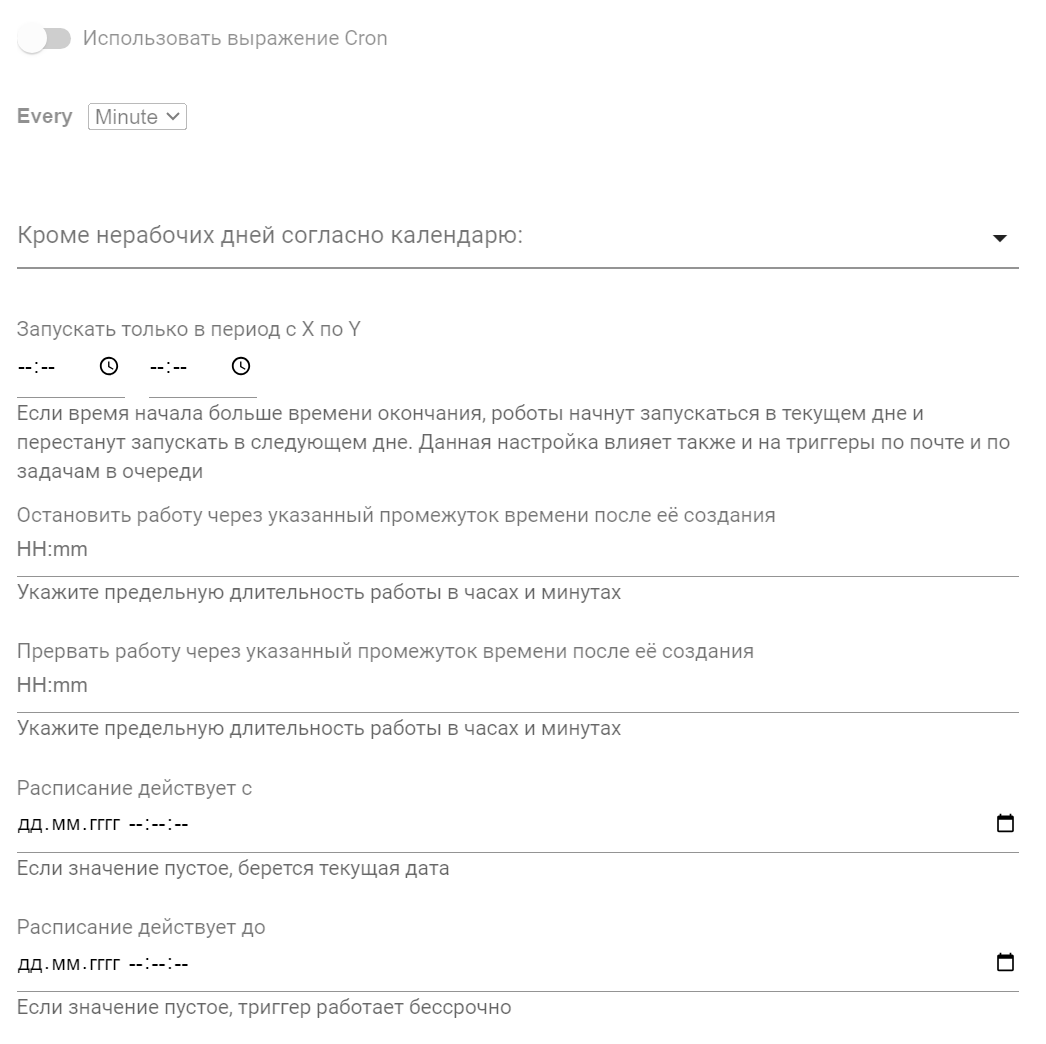 Использовать выражение Cron
Every Minute
Кроме нерабочих дней согласно календарю:
Запускать только в период с X по Y
--:-- --:--
Если время начала больше времени окончания, роботы начнут запускаться в текущем дне и
перестанут запускать в следующем дне. Данная настройка влияет также и на триггеры по почте и по
задачам в очереди
Остановить работу через указанный промежуток времени после её создания
HH:mm
Укажите предельную длительность работы в часах и минутах
Прервать работу через указанный промежуток времени после её создания
HH:mm
Укажите предельную длительность работы в часах и минутах
Расписание действует с
дд.мм.гггг --:--:--
Если значение пустое, берется текущая дата
Расписание действует до
дд.мм.гггг --:--:--
Если значение пустое, триггер работает бессрочно